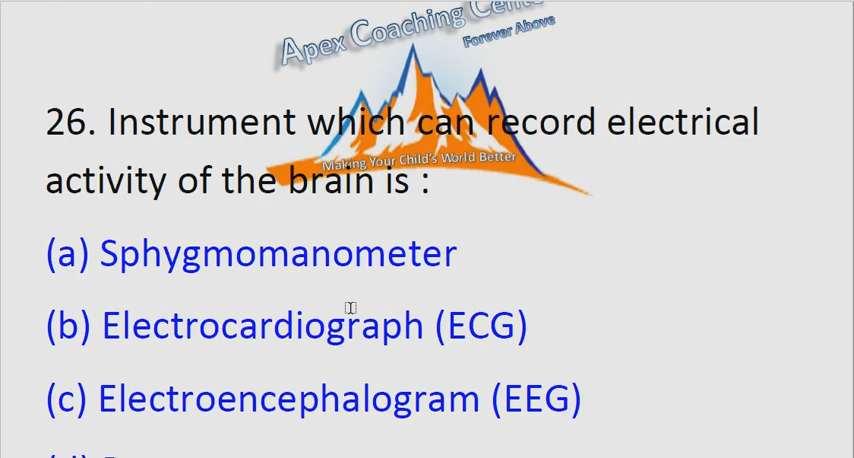 Apex Coaching
Forever Above
26. Instrument which can record electrical
Making Your Child's World Better
activity of the brain is :
(a) Sphygmomanometer
(b) Electrocardiograph (ECG)
(c) Electroencephalogram (EEG)